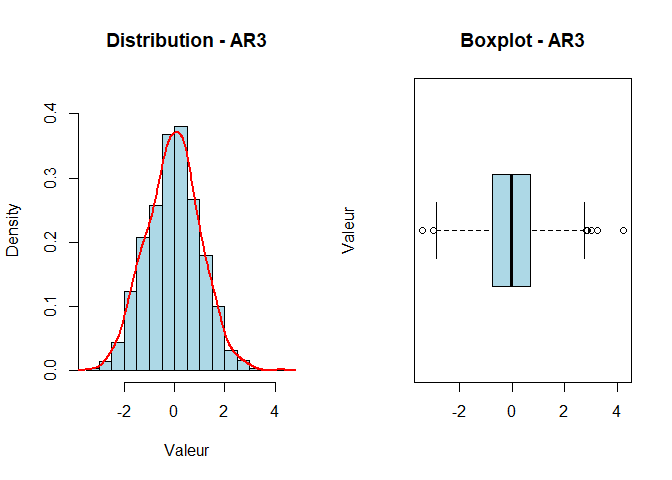 Distribution - AR3
Density
0.0 0.1 0.2 0.3 0.4
-2 0 2 4
Valeur
Boxplot - AR3
Valeur
-2 0 2 4